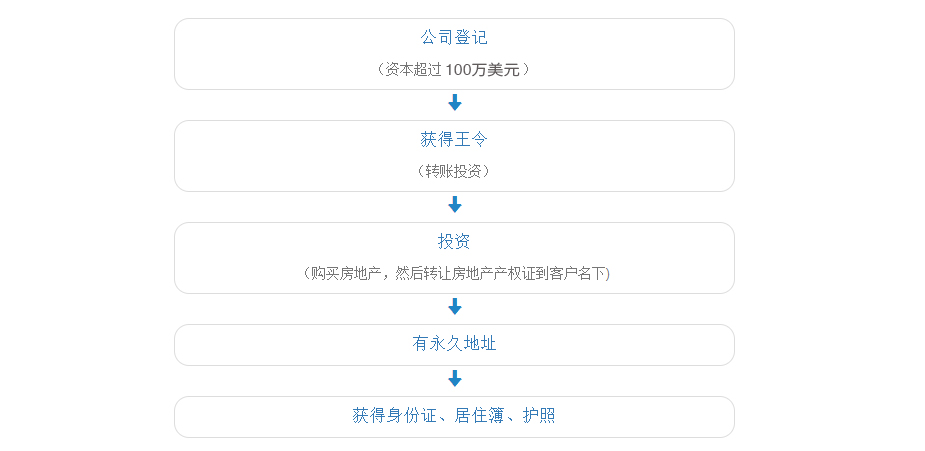 公司登记
（资本超过 100万美元 ）
获得王令
（转账投资）
投资
（购买房地产，然后转让房地产产权证到客户名下)
有永久地址
获得身份证、居住簿、护照